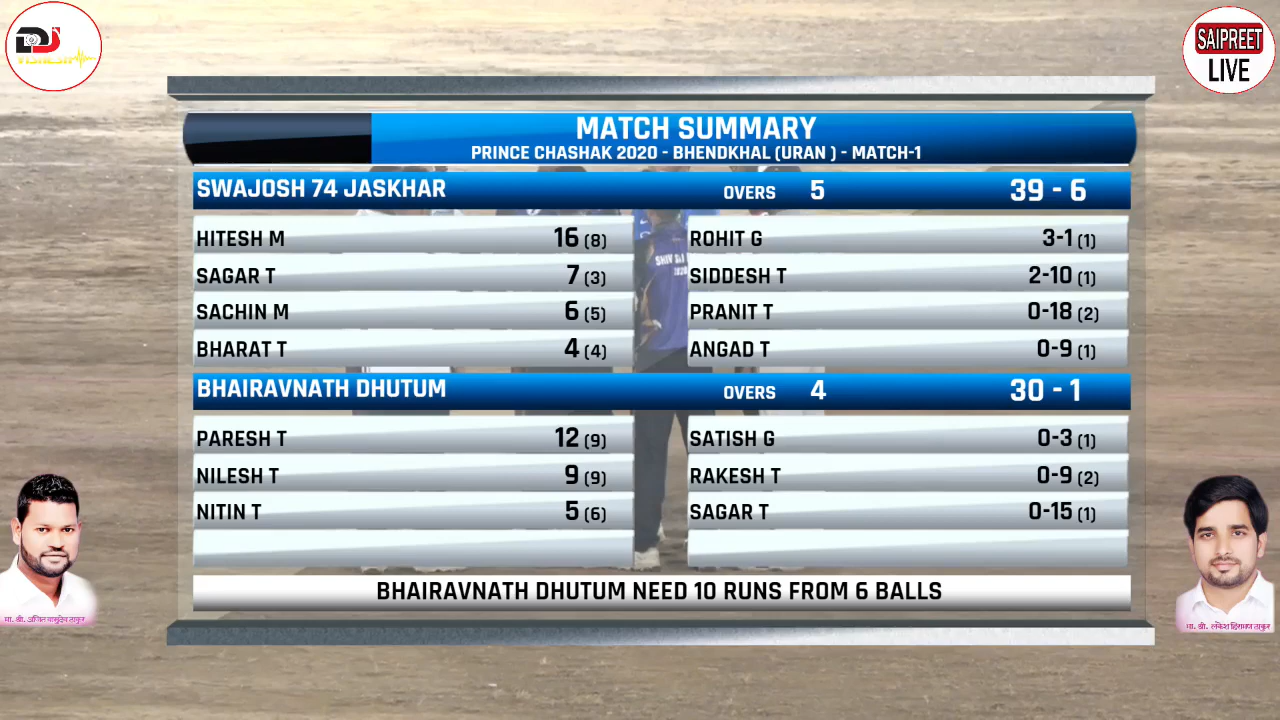 DJ
VISHESH
SAIPREET
LIVE
MATCH SUMMARY
PRINCE CHASHAK 2020 - BHENDKHAL (URAN ) - MATCH-1
SWAJOSH 74 JASKHAR OVERS 5 39 - 6
HITESH M 16 (8) ROHIT G 3-1 (1)
SAGAR T 7 (3) SIDDESH T 2-10 (1)
SACHIN M 6 (5) PRANIT T 0-18 (2)
BHARAT T 4 (4) ANGAD T 0-9 (1)
BHAIRAVNATH DHUTUM OVERS 4 30 - 1
PARESH T 12 (9) SATISH G 0-3 (1)
NILESH T 9 (9) RAKESH T 0-9 (2)
NITIN T 5 (6) SAGAR T 0-15 (1)
BHAIRAVNATH DHUTUM NEED 10 RUNS FROM 6 BALLS
मा. श्री. अजित वासुदेव ठाकुर
मा. श्री. लंकेश हिरामण ठाकुर